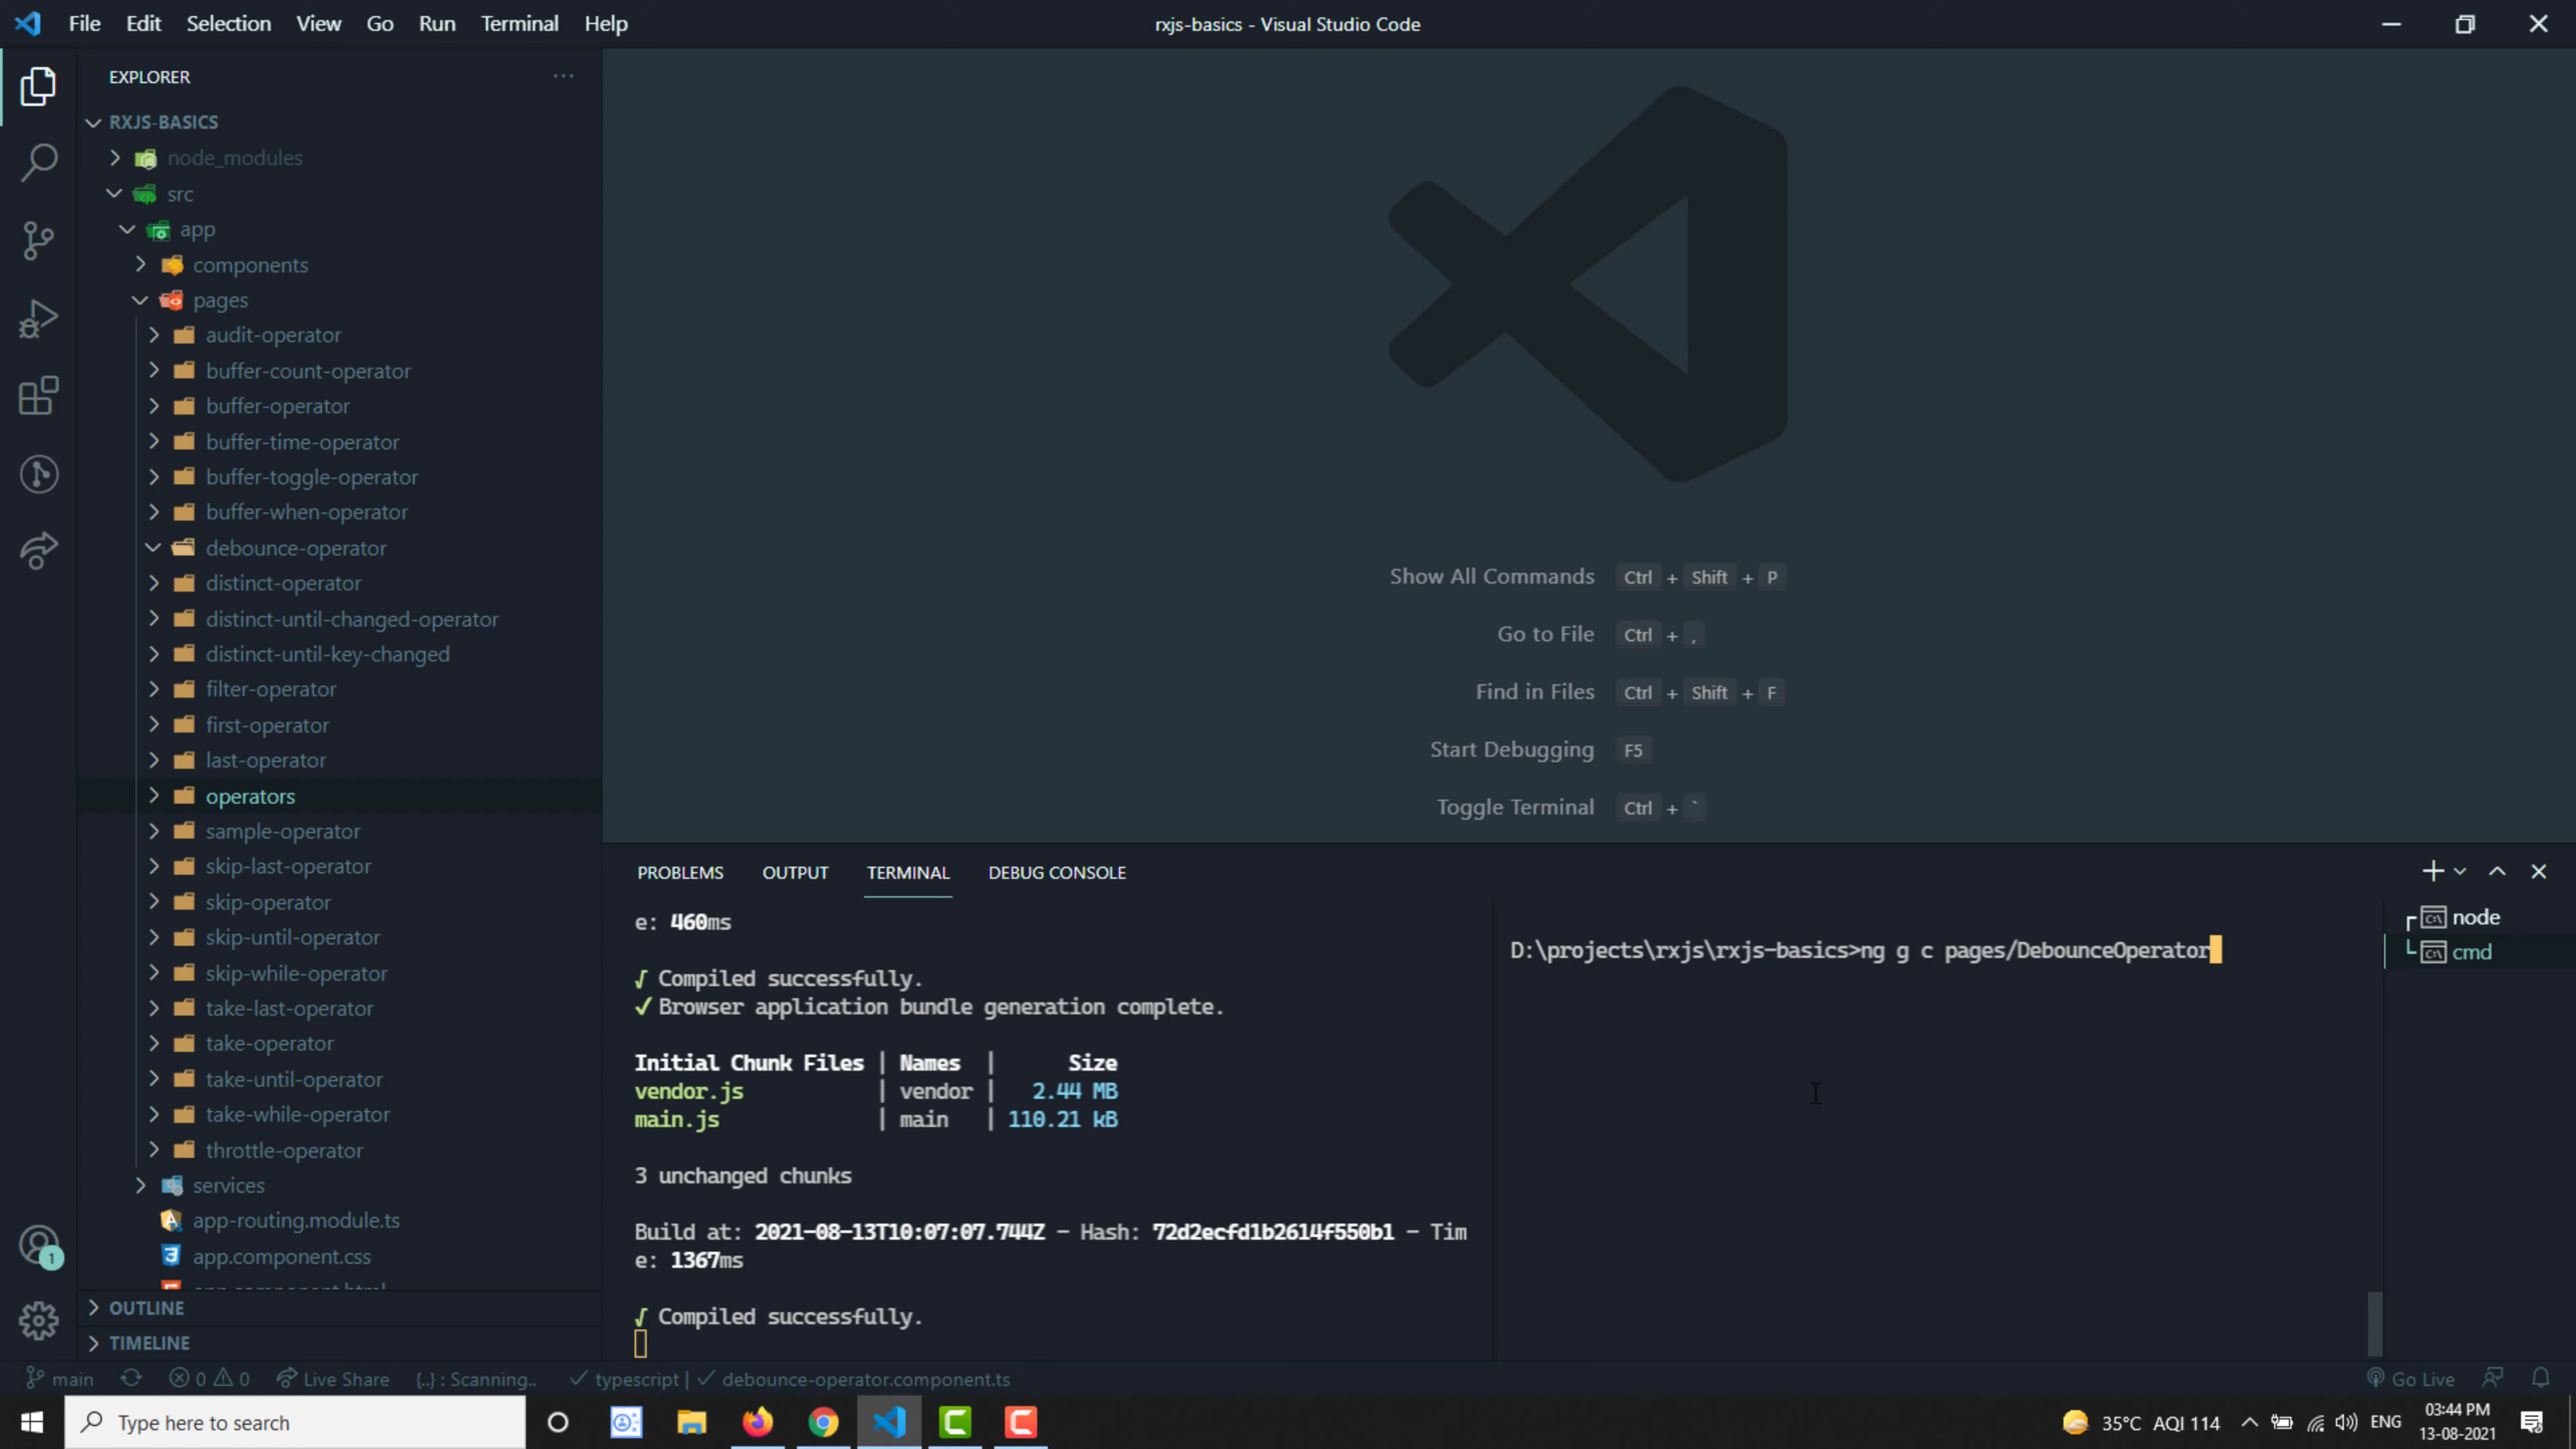 File Edit Selection View Go Run Terminal Help
rxjs-basics - Visual Studio Code
EXPLORER
RXJS-BASICS
node_modules
src
app
components
pages
audit-operator
buffer-count-operator
buffer-operator
buffer-time-operator
buffer-toggle-operator
buffer-when-operator
debounce-operator
distinct-operator
distinct-until-changed-operator
distinct-until-key-changed
filter-operator
first-operator
last-operator
operators
sample-operator
skip-last-operator
skip-operator
skip-until-operator
skip-while-operator
take-last-operator
take-operator
take-until-operator
take-while-operator
throttle-operator
services
app-routing.module.ts
app.component.css
OUTLINE
TIMELINE
Show All Commands Ctrl + Shift + P
Go to File Ctrl + ,
Find in Files Ctrl + Shift + F
Start Debugging F5
Toggle Terminal Ctrl + `
PROBLEMS OUTPUT TERMINAL DEBUG CONSOLE
e: 460ms
√ Compiled successfully.
✔ Browser application bundle generation complete.
Initial Chunk Files | Names | Size
vendor.js | vendor | 2.44 MB
main.js | main | 110.21 kB
3 unchanged chunks
Build at: 2021-08-13T10:07:07.744Z - Hash: 72d2ecfd1b2614f550b1 - Tim
e: 1367ms
√ Compiled successfully.
D:\projects\rxjs\rxjs-basics>ng g c pages/DebounceOperator
node
cmd
1
main 0 0 Live Share {..} : Scanning.. typescript | debounce-operator.component.ts Go Live
Type here to search
35°C AQI 114 ENG
03:44 PM
13-08-2021